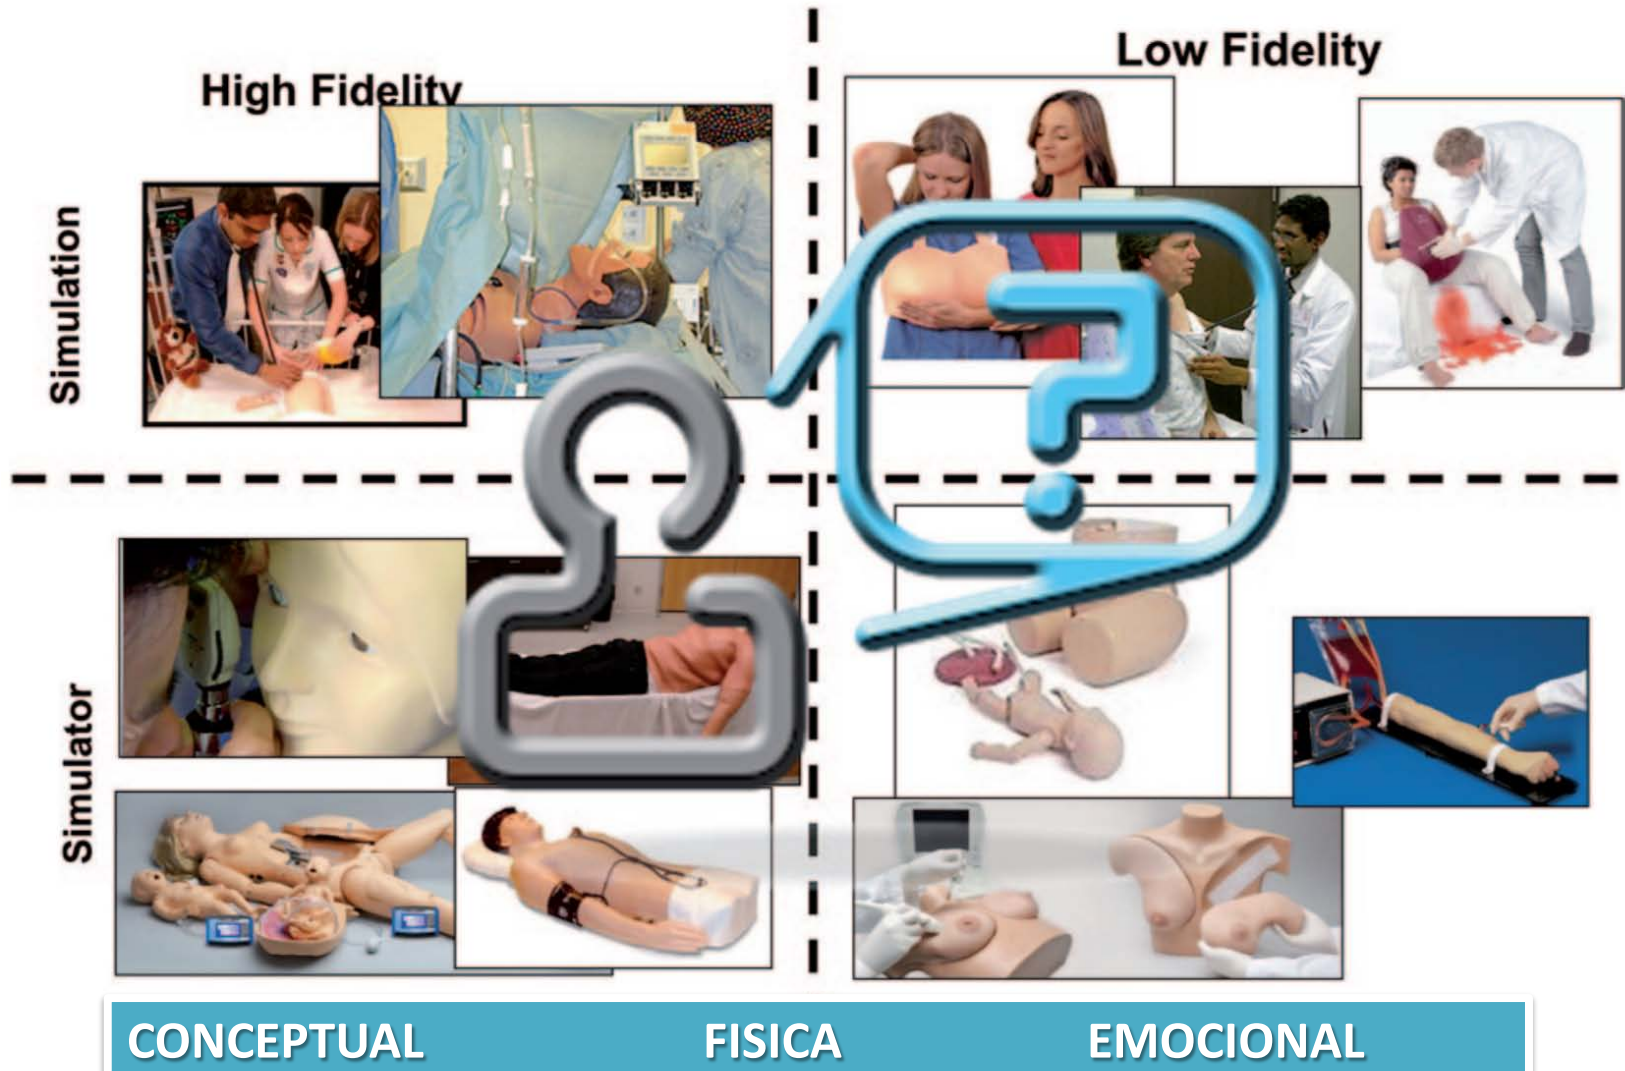 High Fidelity
Low Fidelity
Simulation
Simulator
CONCEPTUAL FISICA EMOCIONAL